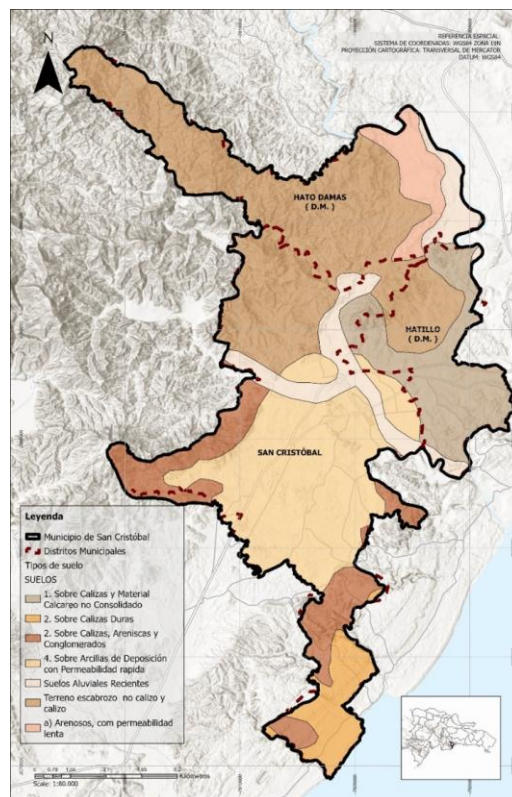 REFERENCIA ESPACIAL:
SISTEMA DE COORDENADAS: WGS84 ZONA 19N
PROYECCIÓN CARTOGRÁFICA: TRANSVERSAL DE MERCATOR
DATUM: WGS84
N
HATO DAMAS
( D.M. )
HATILLO
( D.M. )
SAN CRISTÓBAL
Leyenda
Municipio de San Cristóbal
Distritos Municipales
Tipos de suelo
SUELOS
1. Sobre Calizas y Material
Calcareo no Consolidado
2. Sobre Calizas Duras
2. Sobre Calizas, Areniscas y
Conglomerados
4. Sobre Arcillas de Deposición
con Permeabilidad rapida
Suelos Aluviales Recientes
Terreno escabrozo no calizo y
calizo
a) Arenosos, com permeabilidad
lenta
Kilómetros
Scale: 1:80.000